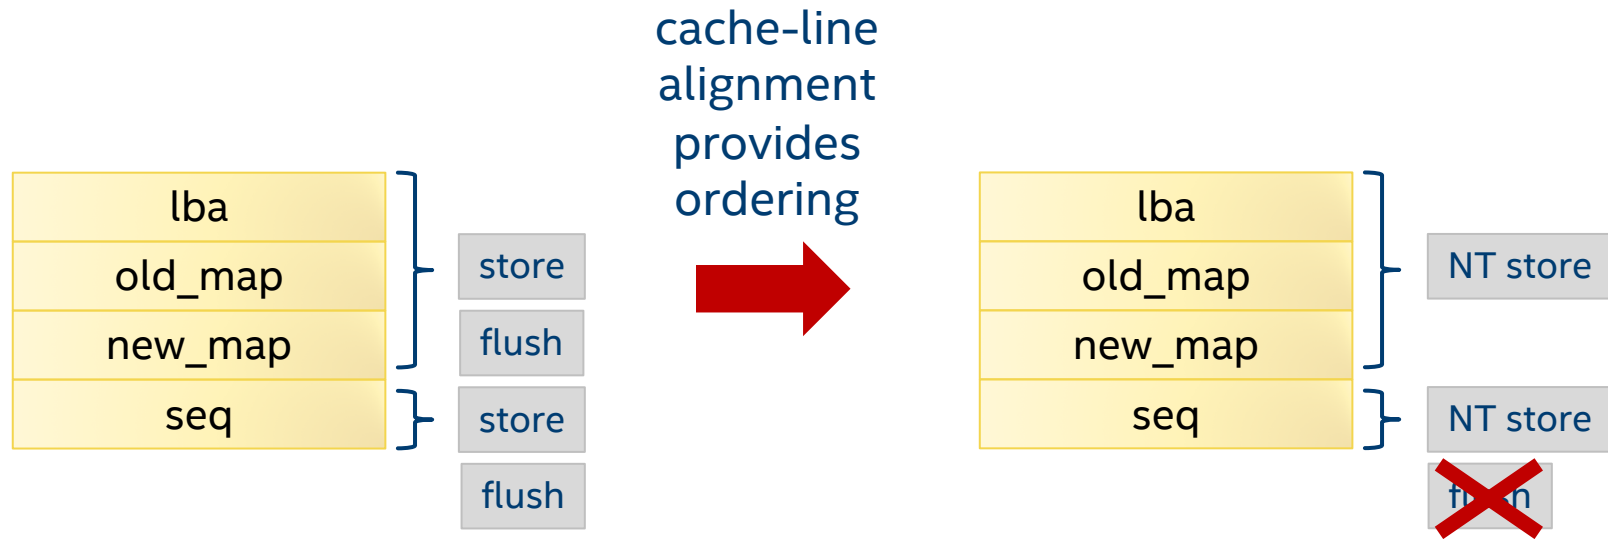 cache-line
alignment
provides
ordering
lba
old_map
new_map
seq
store
flush
store
flush
lba
old_map
new_map
seq
NT store
NT store
flush